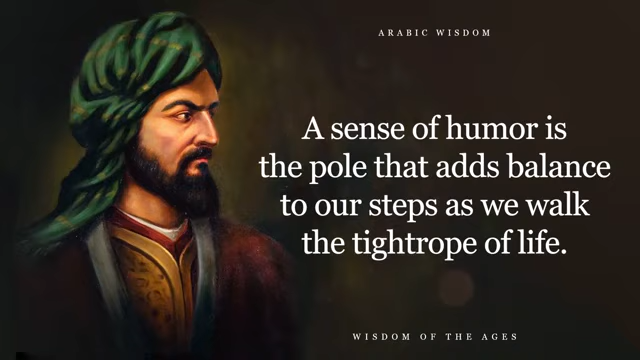 ARABIC WISDOM
A sense of humor is
the pole that adds balance
to our steps as we walk
the tightrope of life.
WISDOM OF THE AGES